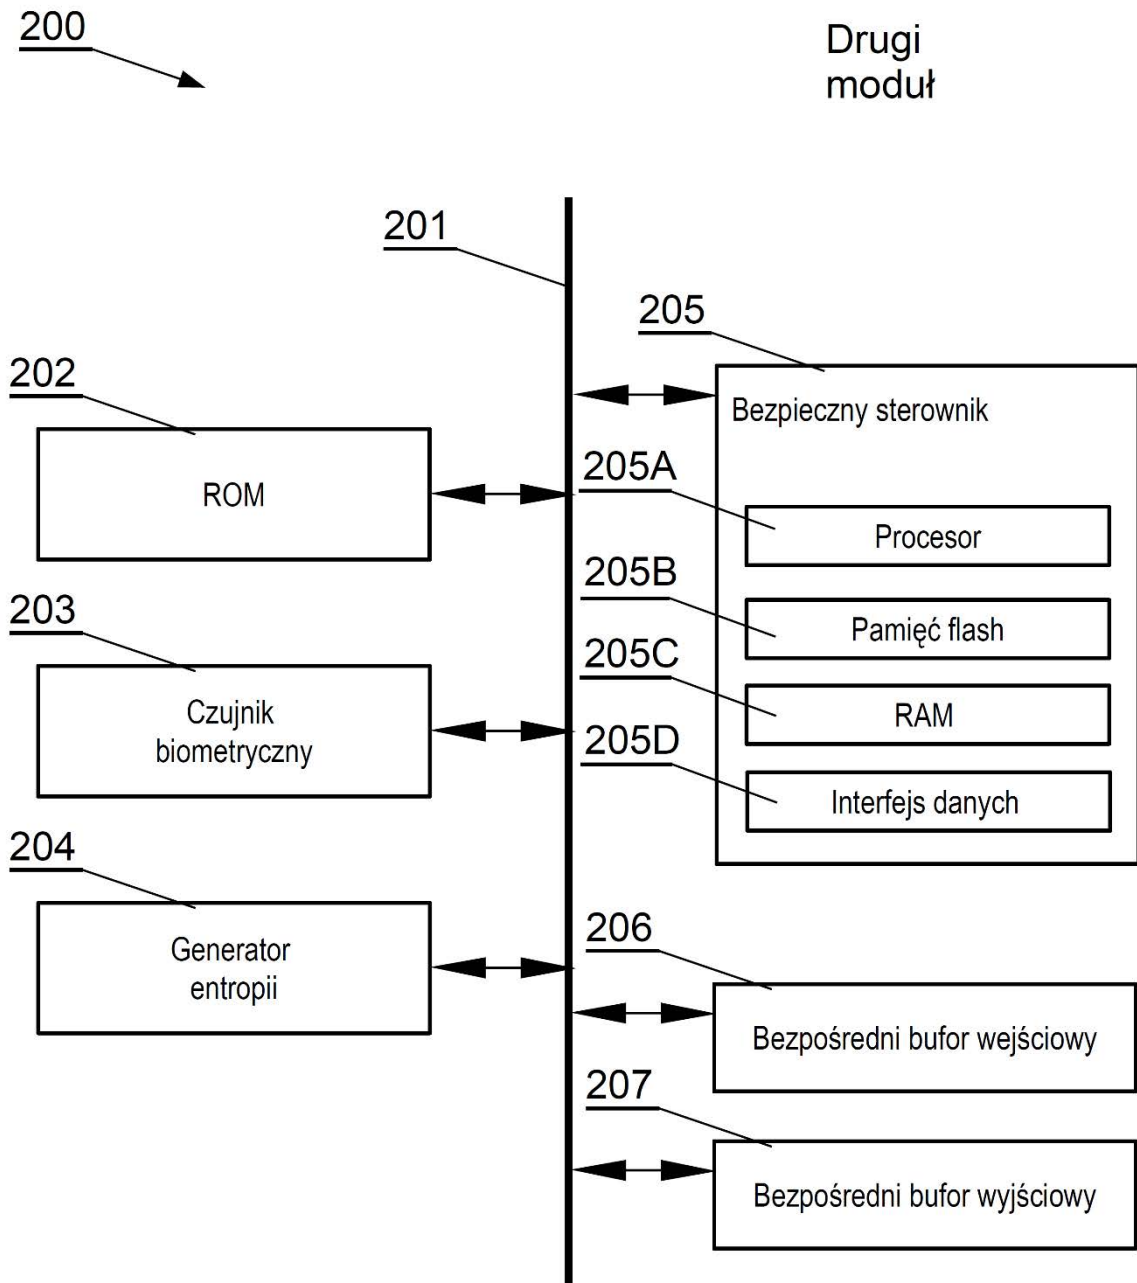 200
Drugi
moduł
201
205
202
Bezpieczny sterownik
ROM
205A
Procesor
205B
Pamięć flash
203
205C
Czujnik
biometryczny
RAM
205D
Interfejs danych
204
Generator
entropii
206
Bezpośredni bufor wejściowy
207
Bezpośredni bufor wyjściowy